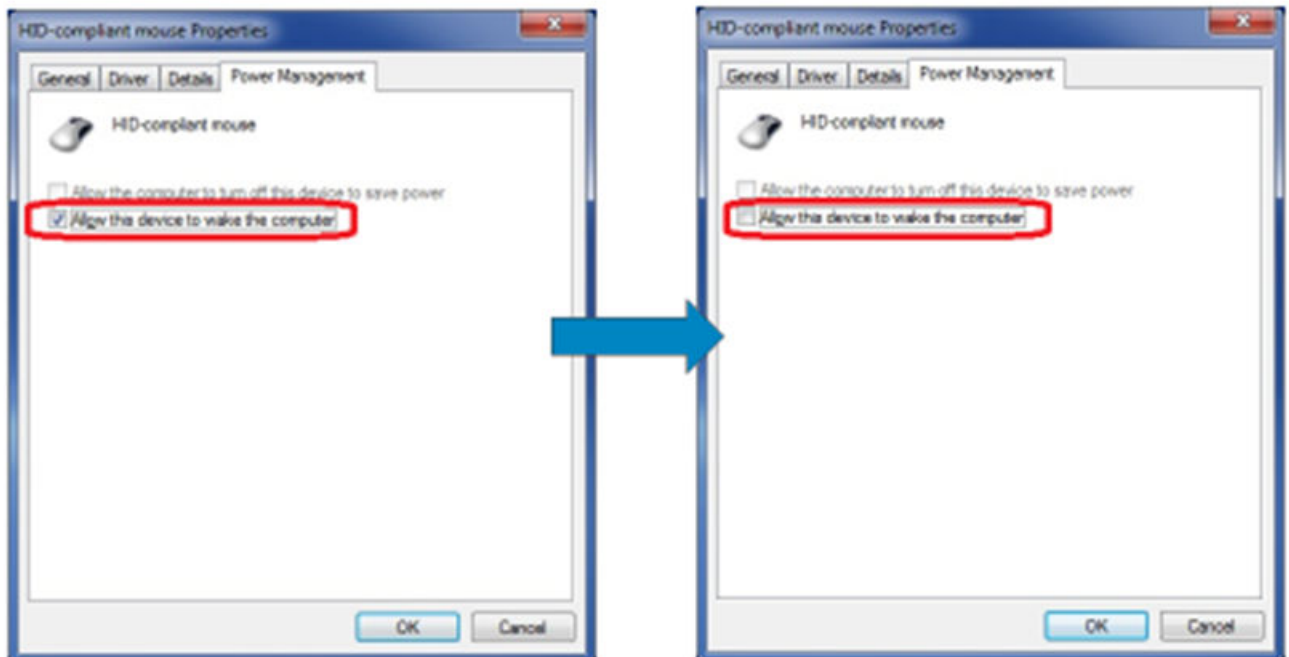 HID-compliant mouse Properties
General Driver Details Power Management
HID-compliant mouse
Allow the computer to turn off this device to save power
Allow this device to wake the computer
OK Cancel
HID-compliant mouse Properties
General Driver Details Power Management
HID-compliant mouse
Allow the computer to turn off this device to save power
Allow this device to wake the computer
OK Cancel